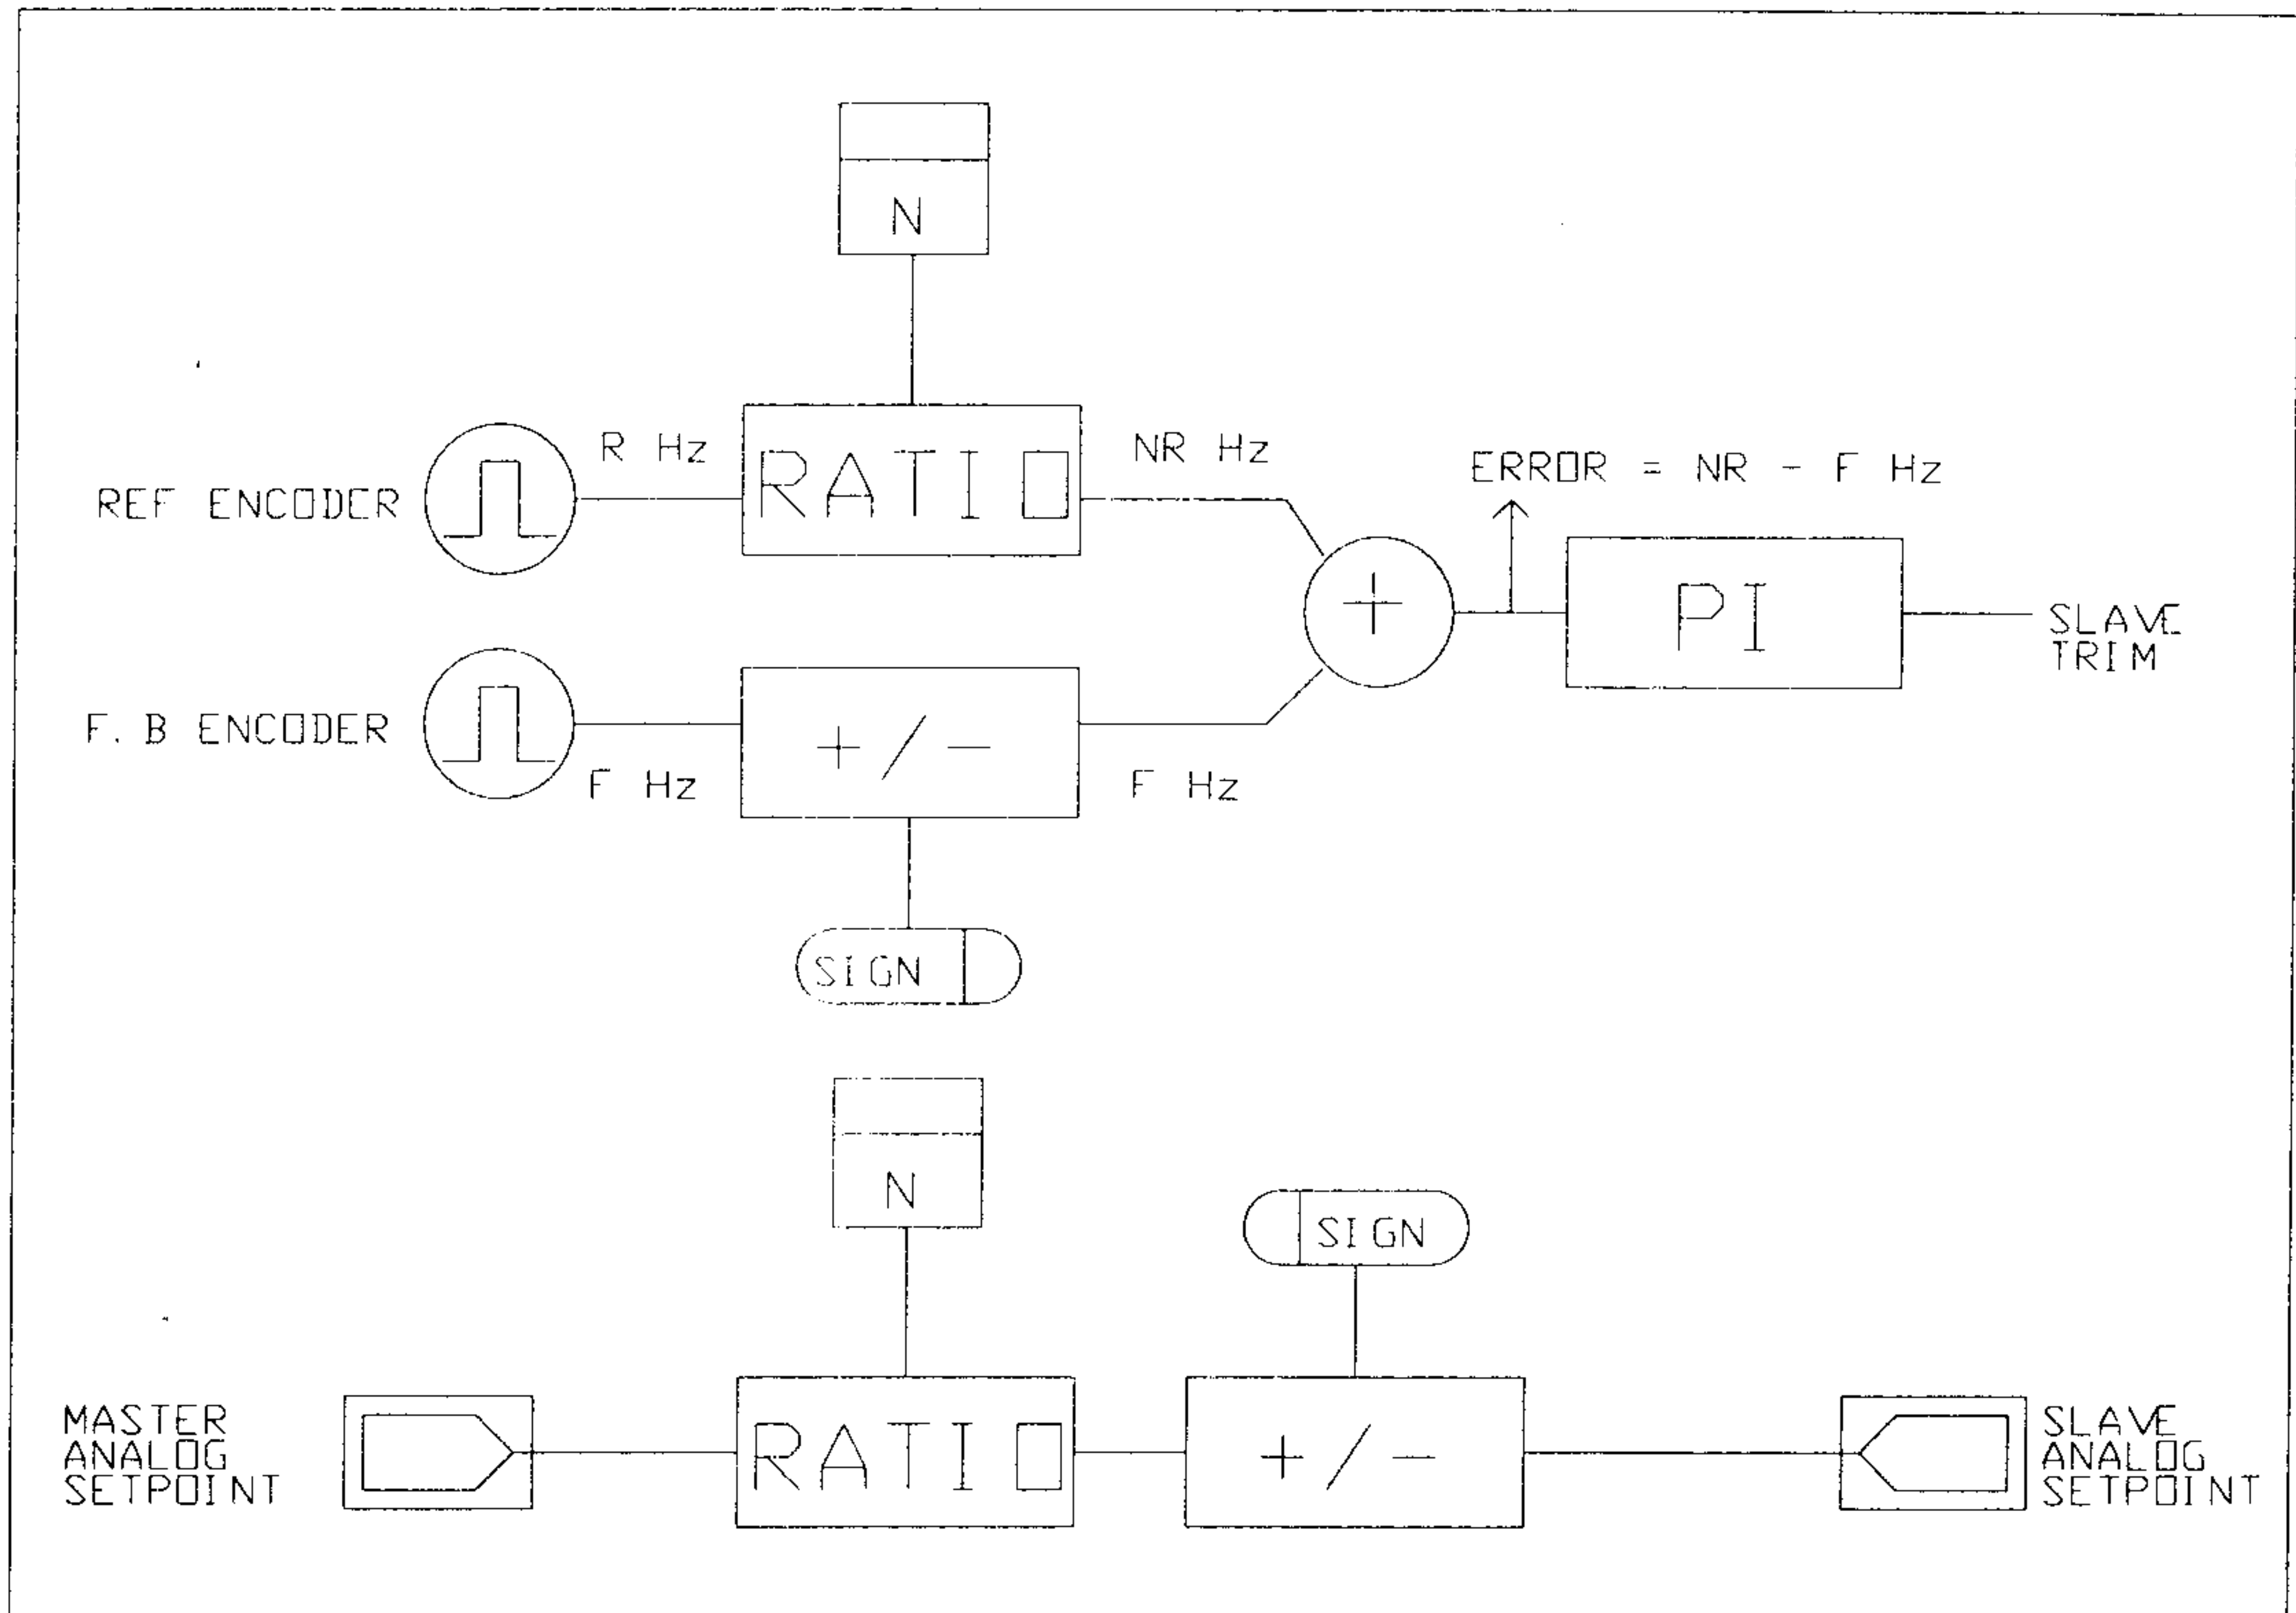 N
R Hz
RATIO
NR Hz
ERROR = NR - F Hz
REF ENCODER
+
PI
SLAVE
TRIM
F. B ENCODER
F Hz
+/-
F Hz
SIGN
N
SIGN
MASTER
ANALOG
SETPOINT
RATIO
+/-
SLAVE
ANALOG
SETPOINT